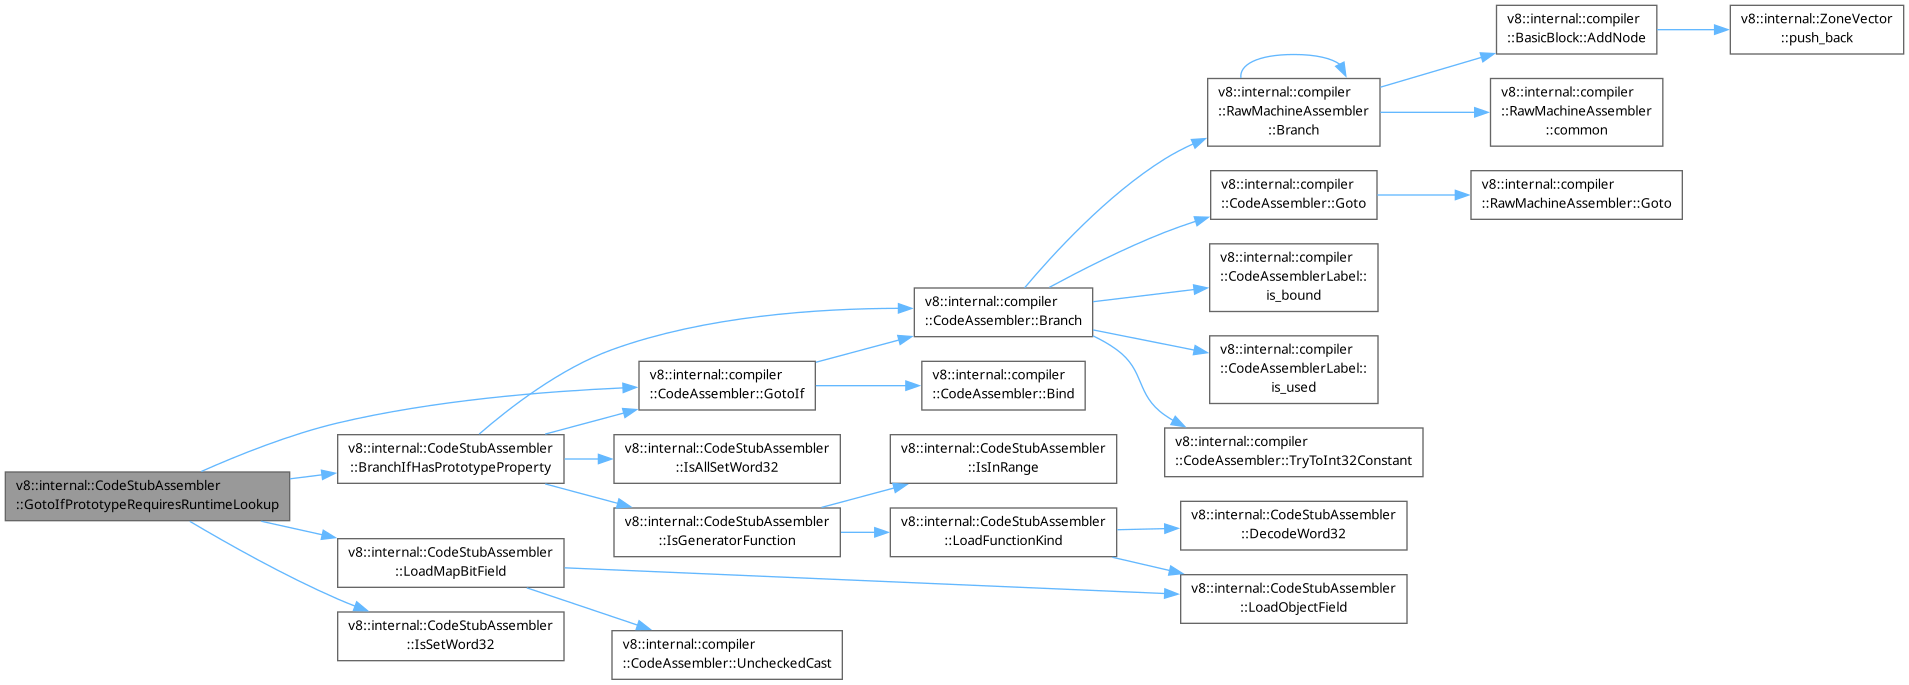 v8::internal::compiler
::BasicBlock::AddNode
v8::internal::ZoneVector
::push_back
v8::internal::compiler
::RawMachineAssembler
::Branch
v8::internal::compiler
::RawMachineAssembler
::common
v8::internal::compiler
::CodeAssembler::Goto
v8::internal::compiler
::RawMachineAssembler::Goto
v8::internal::compiler
::CodeAssemblerLabel::
is_bound
v8::internal::compiler
::CodeAssembler::Branch
v8::internal::compiler
::CodeAssemblerLabel::
is_used
v8::internal::compiler
::CodeAssembler::GotoIf
v8::internal::compiler
::CodeAssembler::Bind
v8::internal::compiler
::CodeAssembler::TryToInt32Constant
v8::internal::CodeStubAssembler
::BranchIfHasPrototypeProperty
v8::internal::CodeStubAssembler
::IsAllSetWord32
v8::internal::CodeStubAssembler
::IsInRange
v8::internal::CodeStubAssembler
::GotoIfPrototypeRequiresRuntimeLookup
v8::internal::CodeStubAssembler
::IsGeneratorFunction
v8::internal::CodeStubAssembler
::LoadFunctionKind
v8::internal::CodeStubAssembler
::DecodeWord32
v8::internal::CodeStubAssembler
::LoadMapBitField
v8::internal::CodeStubAssembler
::LoadObjectField
v8::internal::CodeStubAssembler
::IsSetWord32
v8::internal::compiler
::CodeAssembler::UncheckedCast